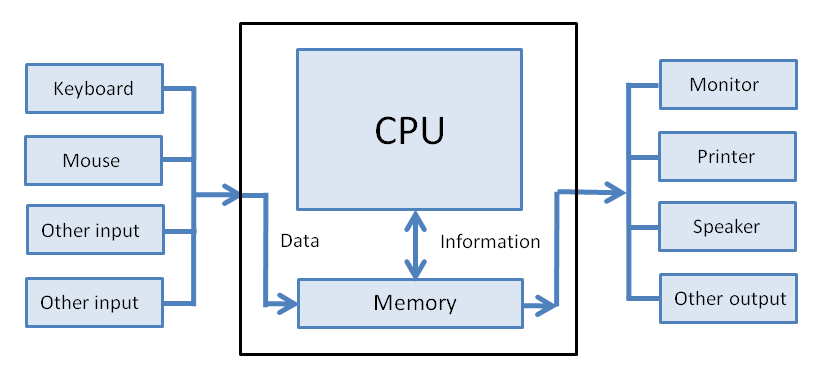 Keyboard
Mouse
Other input
Other input
CPU
Data
Information
Memory
Monitor
Printer
Speaker
Other output